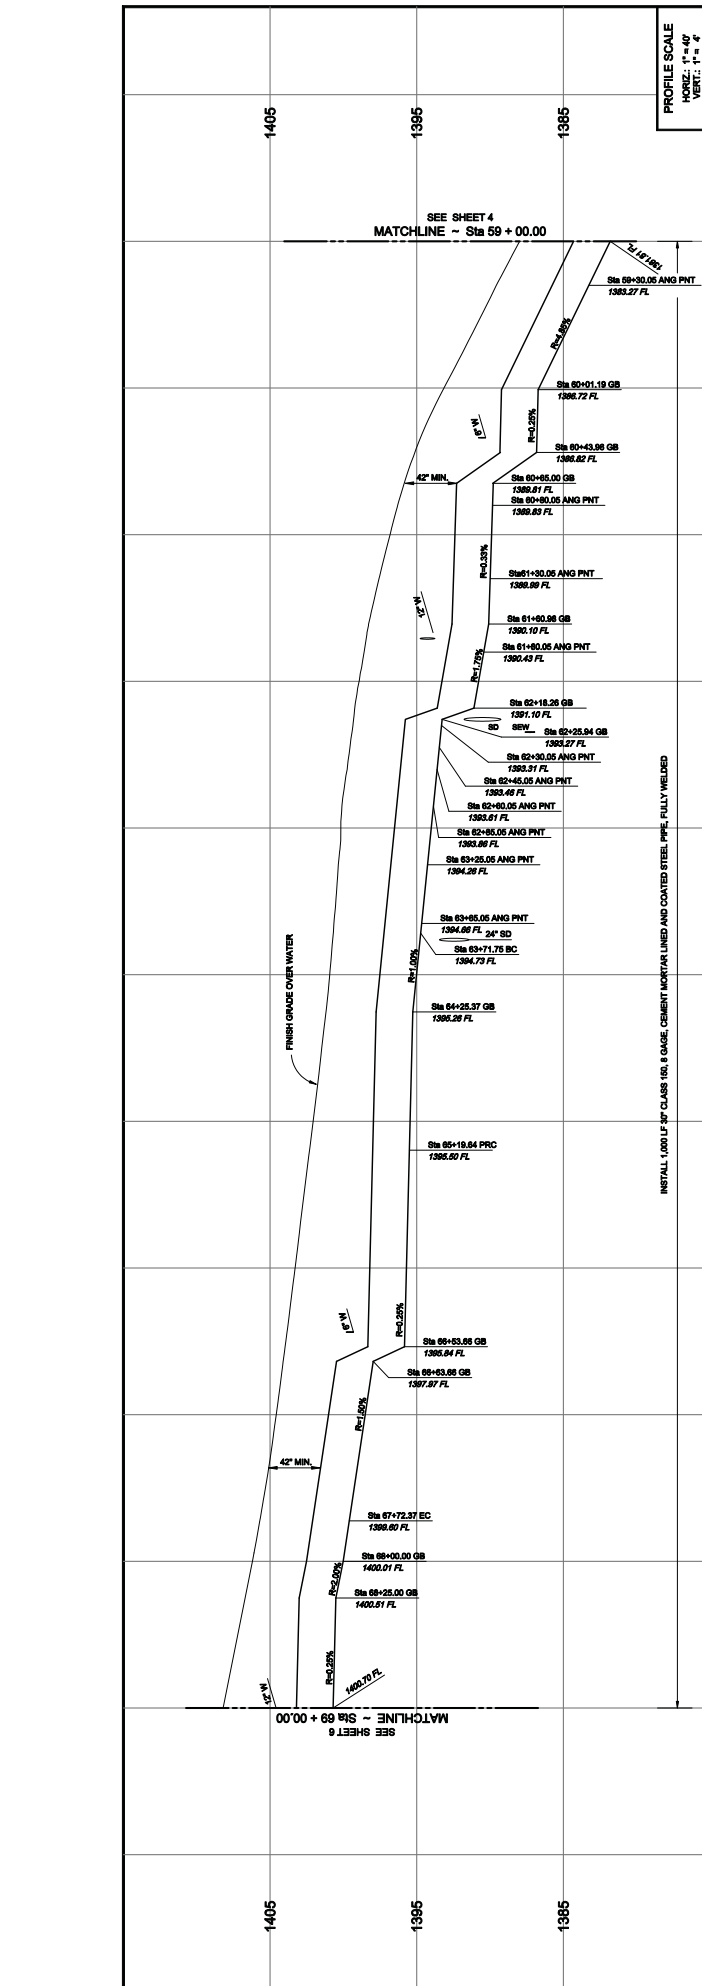 PROFILE SCALE
HORIZ.: 1" = 40'
VERT.: 1" = 4'
1405
1395
1385
SEE SHEET 4
MATCHLINE ~ Sta 59 + 00.00
1381.81 FL
Sta 59+30.05 ANG PNT
1383.27 FL
R=4.85%
Sta 60+01.19 GB
1386.72 FL
8" W
R=0.25%
Sta 60+43.96 GB
1386.82 FL
42" MIN.
Sta 60+65.00 GB
1389.81 FL
Sta 60+80.05 ANG PNT
1389.83 FL
R=0.33%
Sta61+30.05 ANG PNT
1389.99 FL
12" W
Sta 61+60.98 GB
1390.10 FL
Sta 61+80.05 ANG PNT
1390.43 FL
R=1.75%
Sta 62+18.26 GB
1391.10 FL
SD
SEW
Sta 62+25.94 GB
1393.27 FL
Sta 62+30.05 ANG PNT
1393.31 FL
Sta 62+45.05 ANG PNT
1393.46 FL
Sta 62+60.05 ANG PNT
1393.61 FL
Sta 62+85.05 ANG PNT
1393.86 FL
Sta 63+25.05 ANG PNT
1394.26 FL
Sta 63+65.05 ANG PNT
1394.66 FL
24" SD
Sta 63+71.75 BC
1394.73 FL
R=1.00%
FINISH GRADE OVER WATER
Sta 64+25.37 GB
1395.26 FL
INSTALL 1,000 LF 30" CLASS 150, 8 GAGE, CEMENT MORTAR LINED AND COATED STEEL PIPE, FULLY WELDED
Sta 65+19.64 PRC
1395.50 FL
8" W
R=0.25%
Sta 66+53.66 GB
1395.84 FL
Sta 66+63.66 GB
1397.97 FL
R=1.50%
42" MIN.
Sta 67+72.37 EC
1399.60 FL
Sta 68+00.00 GB
1400.01 FL
R=2.00%
Sta 68+25.00 GB
1400.51 FL
R=0.25%
12" W
1400.70 FL
MATCHLINE ~ Sta 69 + 00.00
SEE SHEET 6
1405
1395
1385